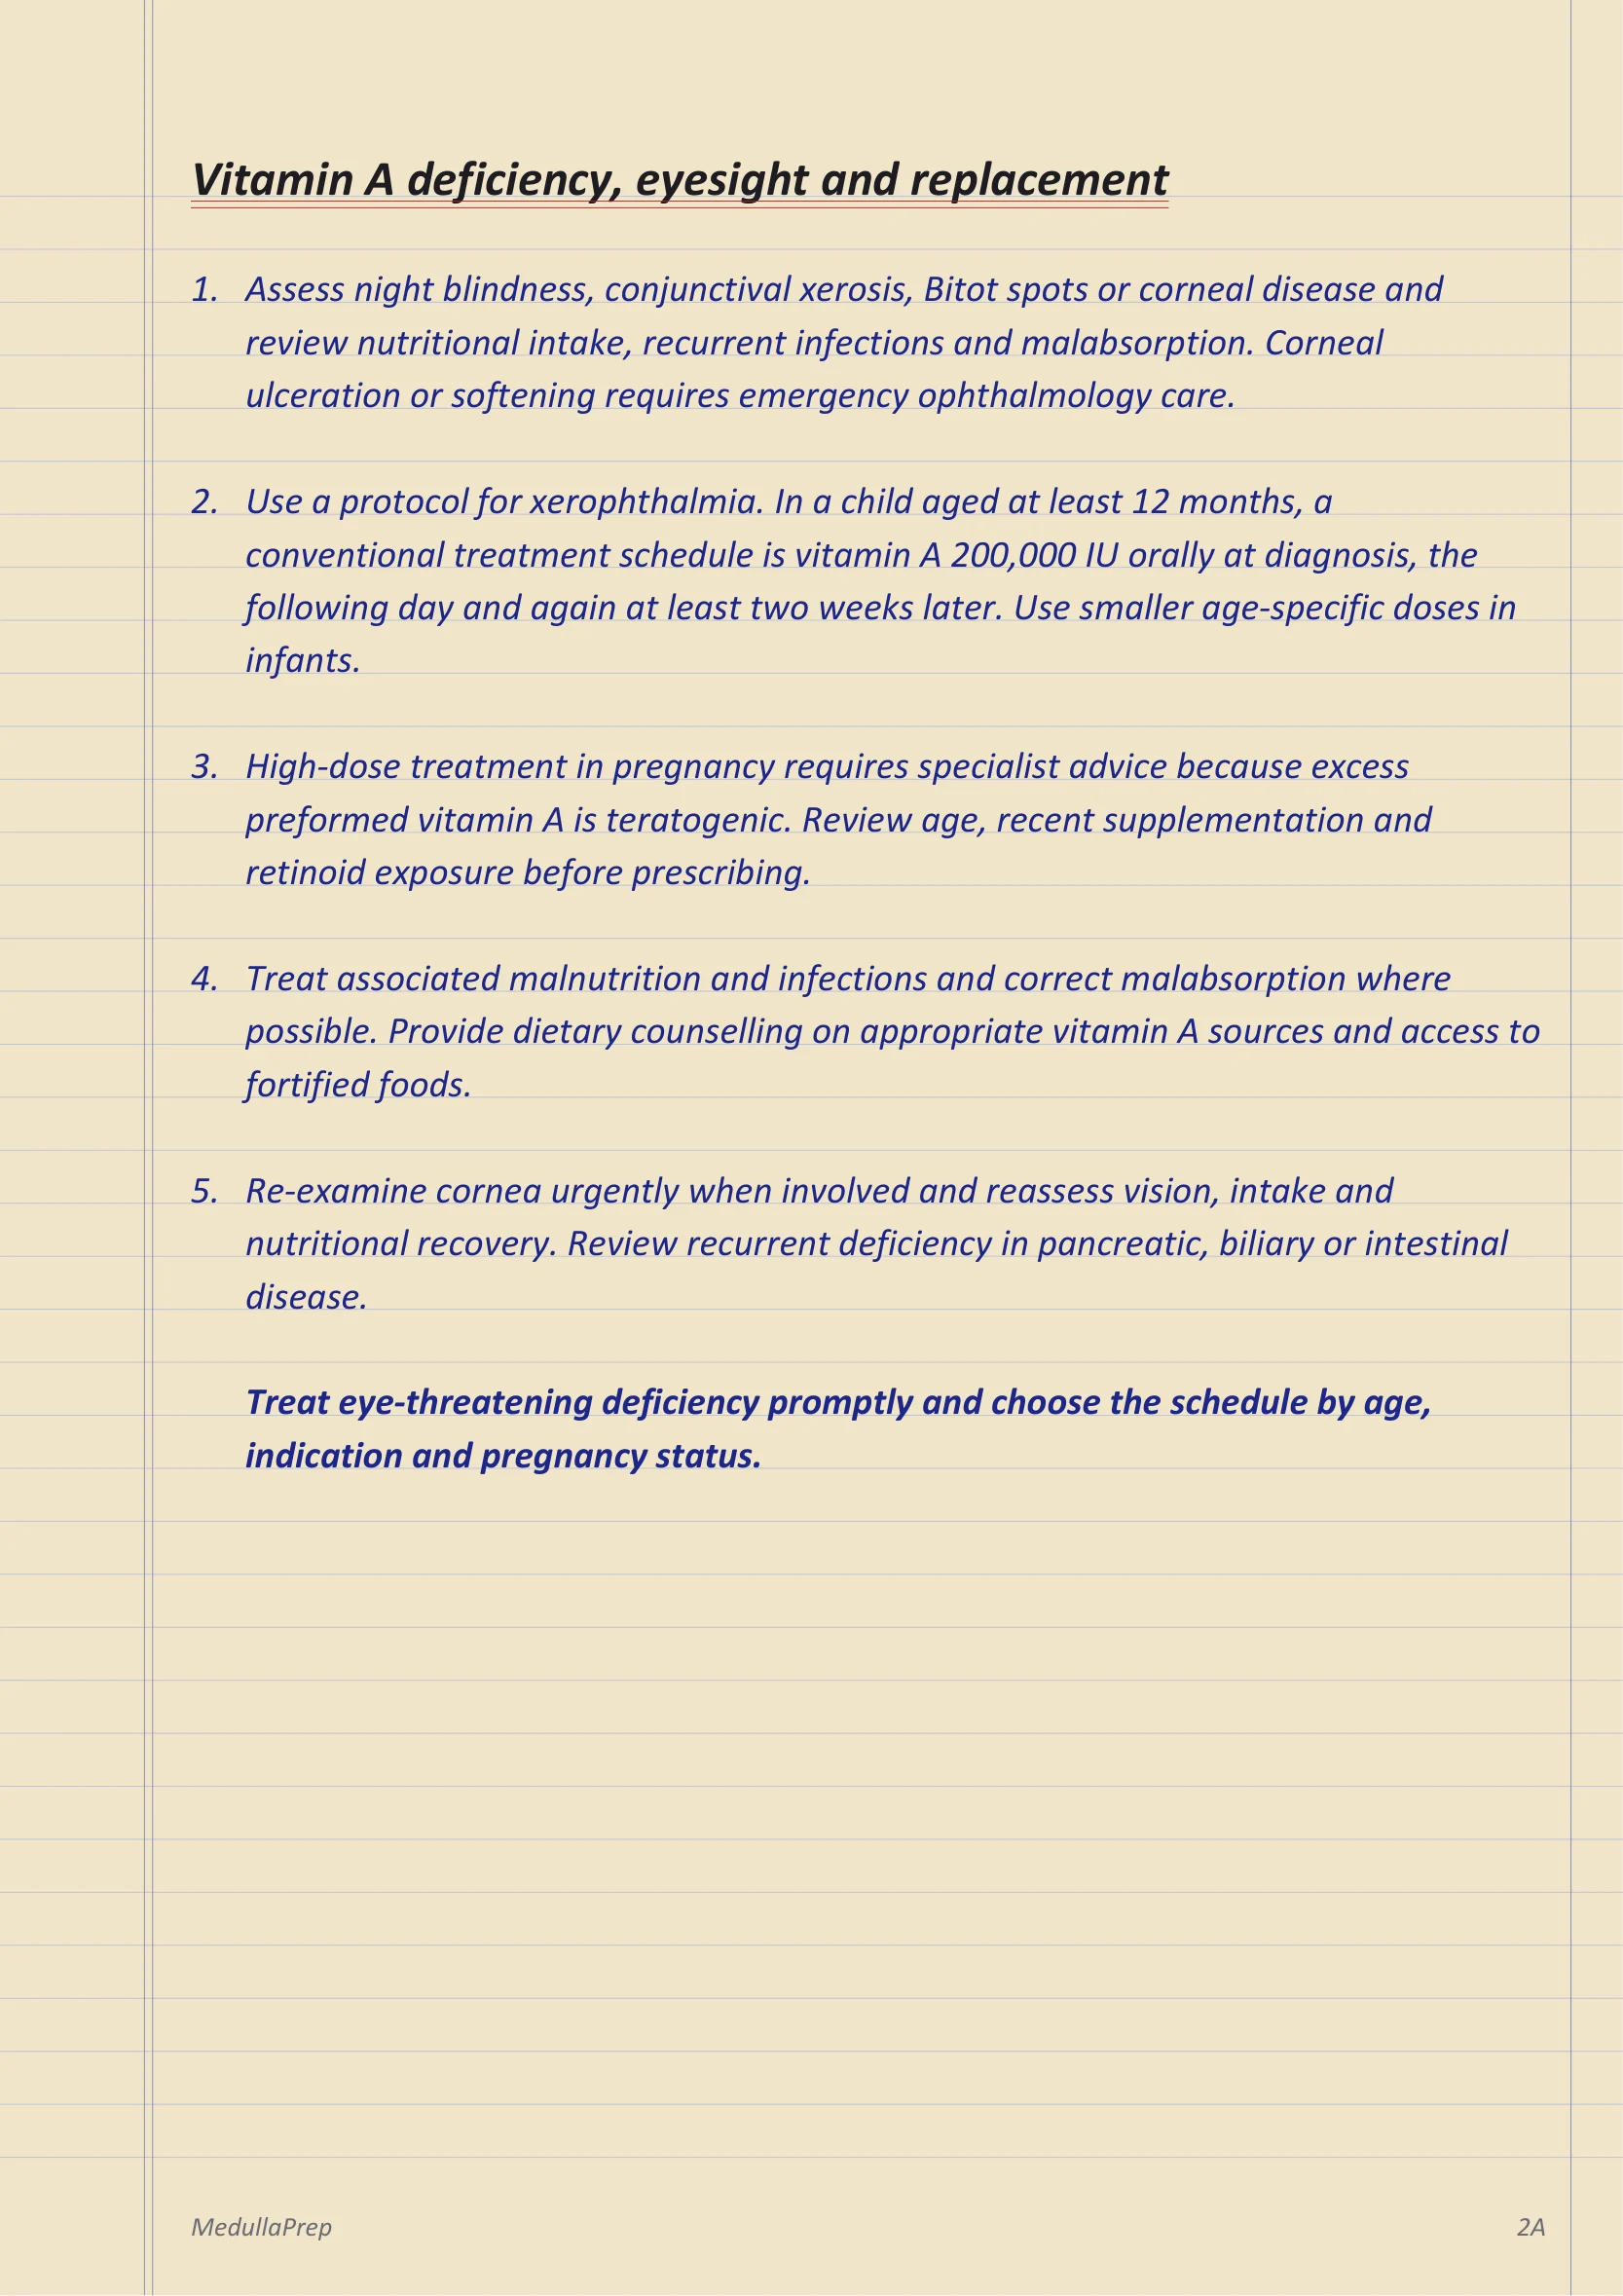 Vitamin A deficiency, eyesight and replacement
1. Assess night blindness, conjunctival xerosis, Bitot spots or corneal disease and
review nutritional intake, recurrent infections and malabsorption. Corneal
ulceration or softening requires emergency ophthalmology care.
2. Use a protocol for xerophthalmia. In a child aged at least 12 months, a
conventional treatment schedule is vitamin A 200,000 IU orally at diagnosis, the
following day and again at least two weeks later. Use smaller age-specific doses in
infants.
3. High-dose treatment in pregnancy requires specialist advice because excess
preformed vitamin A is teratogenic. Review age, recent supplementation and
retinoid exposure before prescribing.
4. Treat associated malnutrition and infections and correct malabsorption where
possible. Provide dietary counselling on appropriate vitamin A sources and access to
fortified foods.
5. Re-examine cornea urgently when involved and reassess vision, intake and
nutritional recovery. Review recurrent deficiency in pancreatic, biliary or intestinal
disease.
Treat eye-threatening deficiency promptly and choose the schedule by age,
indication and pregnancy status.
MedullaPrep
2A